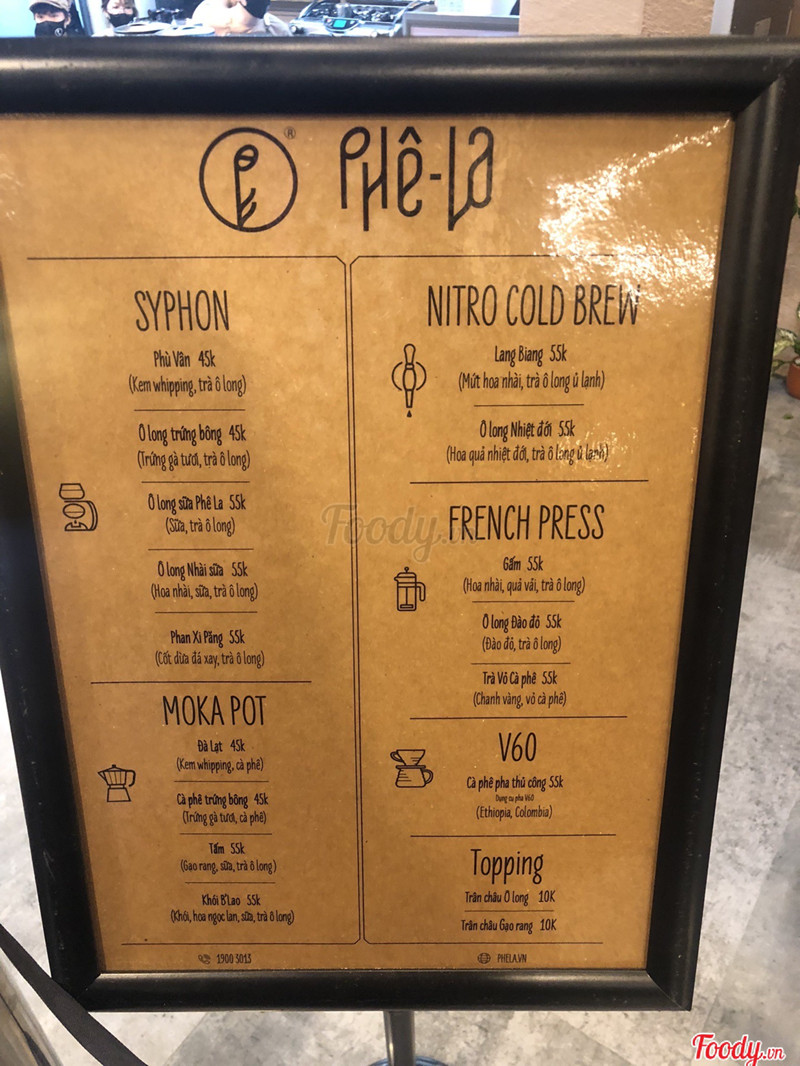 PHÊ-LA
SYPHON
Phù Vân 45k
(Kem whipping, trà ô long)
Ô long trứng bông 45k
(Trứng gà tươi, trà ô long)
Ô long sữa Phê La 55k
(Sữa, trà ô long)
Ô long Nhài sữa 55k
(Hoa nhài, sữa, trà ô long)
Phan Xi Păng 55k
(Cốt dừa đá xay, trà ô long)
MOKA POT
Đà Lạt 45k
(Kem whipping, cà phê)
Cà phê trứng bông 45k
(Trứng gà tươi, cà phê)
Tấm 55k
(Gạo rang, sữa, trà ô long)
Khói B'Lao 55k
(Khói, hoa ngọc lan, sữa, trà ô long)
1900 3013
NITRO COLD BREW
Lang Biang 55k
(Mứt hoa nhài, trà ô long ủ lạnh)
Ô long Nhiệt đới 55k
(Hoa quả nhiệt đới, trà ô long ủ lạnh)
FRENCH PRESS
Gấm 55k
(Hoa nhài, quả vải, trà ô long)
Ô long Đào đỏ 55k
(Đào đỏ, trà ô long)
Trà Vỏ Cà phê 55k
(Chanh vàng, vỏ cà phê)
V60
Cà phê pha thủ công 55k
Dụng cụ pha V60
(Ethiopia, Colombia)
Topping
Trân châu Ô long 10K
Trân châu Gạo rang 10K
PHELA.VN
Foody.vn
Foody.vn